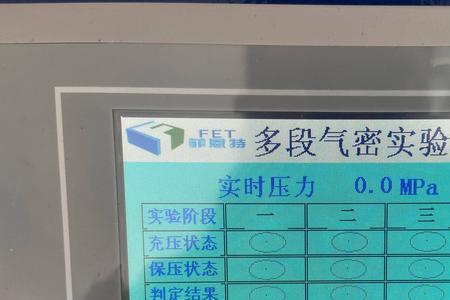 FET
菲恩特
多段气密实验
实时压力 0.0 MPa
实验阶段 一 二 三
充压状态
保压状态
判定结果